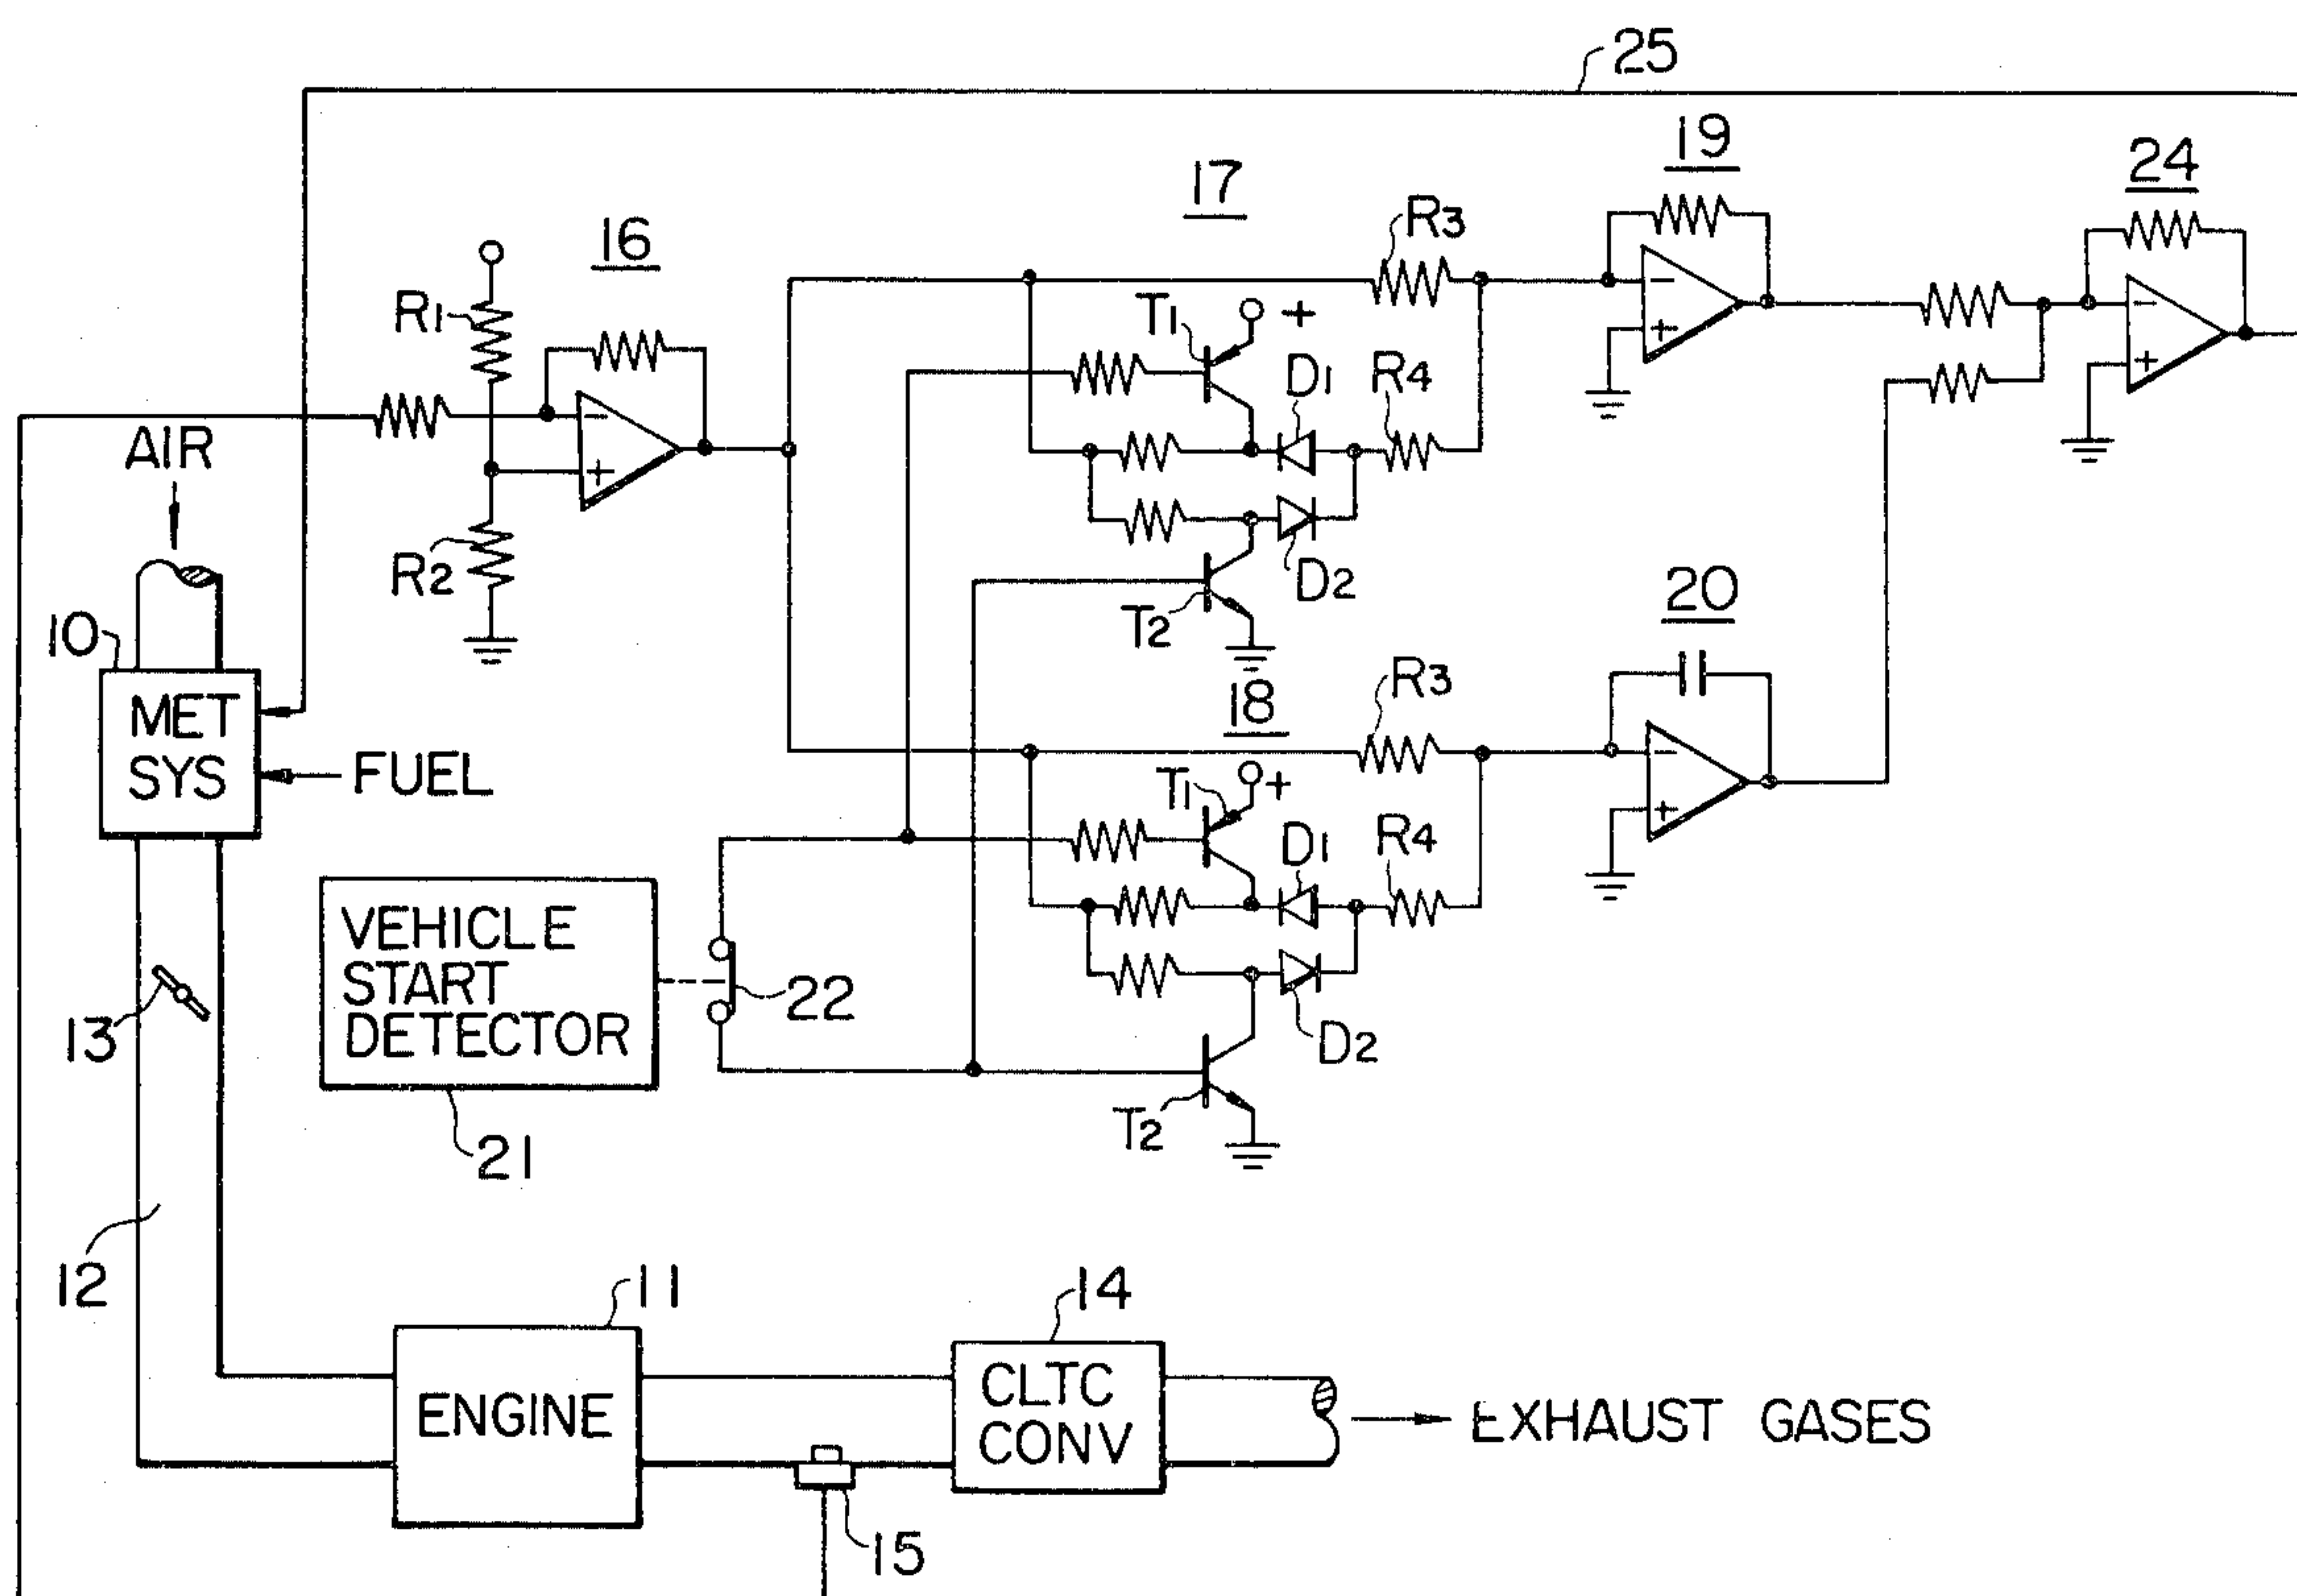 25
19
24
17
16
R3
R1
T1
+
D1
R4
−
+
−
+
−
+
AIR
R2
T2
D2
20
10
18
R3
MET
SYS
FUEL
T1
+
D1
R4
−
+
VEHICLE
START
DETECTOR
22
13
D2
T2
21
12
11
14
ENGINE
CLTC
CONV
EXHAUST GASES
15